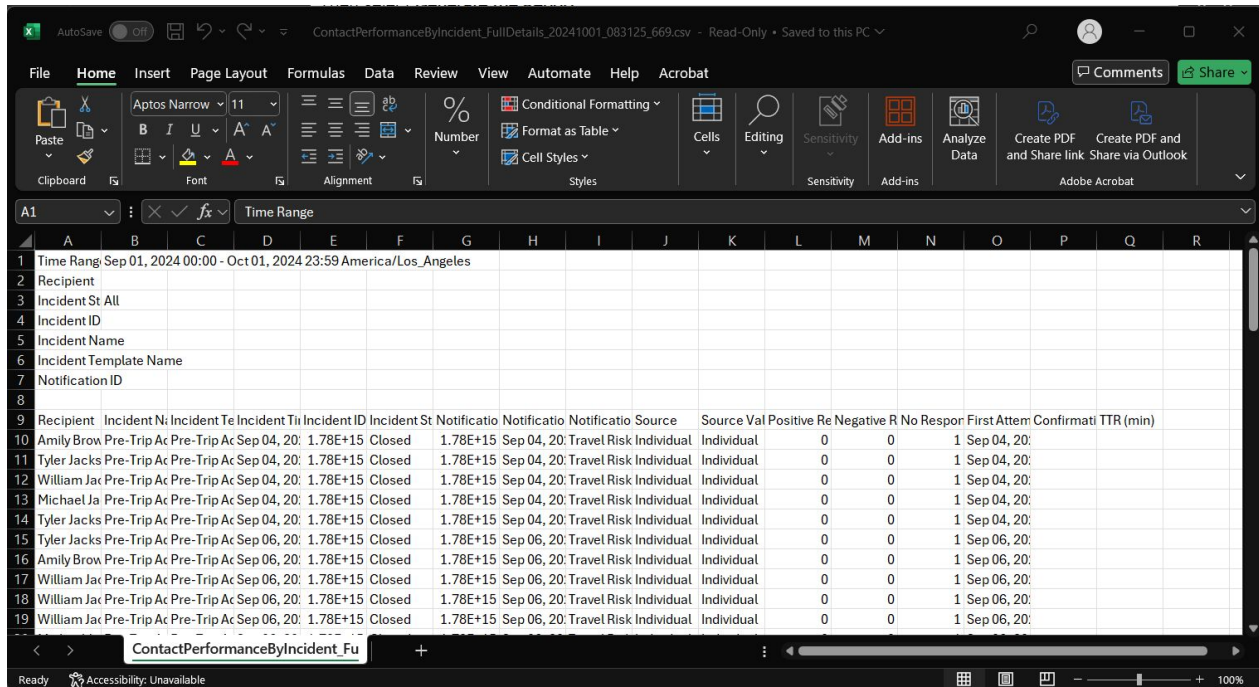 AutoSave Off ContactPerformanceByIncident_FullDetails_20241001_083125_669.csv - Read-Only • Saved to this PC
File Home Insert Page Layout Formulas Data Review View Automate Help Acrobat Comments Share
Paste
Clipboard
Aptos Narrow 11
B I U A A A
Font
ab
Alignment
Number
Conditional Formatting
Format as Table
Cell Styles
Styles
Cells
Editing
Sensitivity
Sensitivity
Add-ins
Add-ins
Analyze Data
Create PDF and Share link
Create PDF and Share via Outlook
Adobe Acrobat
A1 fx Time Range
A B C D E F G H I J K L M N O P Q R
1 Time Rang Sep 01, 2024 00:00 - Oct 01, 2024 23:59 America/Los_Angeles
2 Recipient
3 Incident St All
4 Incident ID
5 Incident Name
6 Incident Template Name
7 Notification ID
8
9 Recipient Incident Na Incident Te Incident Tir Incident ID Incident St Notificatio Notificatio Notificatio Source Source Val Positive Re Negative R No Respor First Attem Confirmati TTR (min)
10 Amily Brow Pre-Trip Ac Pre-Trip Ac Sep 04, 20: 1.78E+15 Closed 1.78E+15 Sep 04, 20: Travel Risk Individual Individual 0 0 1 Sep 04, 20:
11 Tyler Jacks Pre-Trip Ac Pre-Trip Ac Sep 04, 20: 1.78E+15 Closed 1.78E+15 Sep 04, 20: Travel Risk Individual Individual 0 0 1 Sep 04, 20:
12 William Jac Pre-Trip Ac Pre-Trip Ac Sep 04, 20: 1.78E+15 Closed 1.78E+15 Sep 04, 20: Travel Risk Individual Individual 0 0 1 Sep 04, 20:
13 Michael Ja Pre-Trip Ac Pre-Trip Ac Sep 04, 20: 1.78E+15 Closed 1.78E+15 Sep 04, 20: Travel Risk Individual Individual 0 0 1 Sep 04, 20:
14 Tyler Jacks Pre-Trip Ac Pre-Trip Ac Sep 04, 20: 1.78E+15 Closed 1.78E+15 Sep 04, 20: Travel Risk Individual Individual 0 0 1 Sep 04, 20:
15 Tyler Jacks Pre-Trip Ac Pre-Trip Ac Sep 06, 20: 1.78E+15 Closed 1.78E+15 Sep 06, 20: Travel Risk Individual Individual 0 0 1 Sep 06, 20:
16 Amily Brow Pre-Trip Ac Pre-Trip Ac Sep 06, 20: 1.78E+15 Closed 1.78E+15 Sep 06, 20: Travel Risk Individual Individual 0 0 1 Sep 06, 20:
17 William Jac Pre-Trip Ac Pre-Trip Ac Sep 06, 20: 1.78E+15 Closed 1.78E+15 Sep 06, 20: Travel Risk Individual Individual 0 0 1 Sep 06, 20:
18 William Jac Pre-Trip Ac Pre-Trip Ac Sep 06, 20: 1.78E+15 Closed 1.78E+15 Sep 06, 20: Travel Risk Individual Individual 0 0 1 Sep 06, 20:
19 William Jac Pre-Trip Ac Pre-Trip Ac Sep 06, 20: 1.78E+15 Closed 1.78E+15 Sep 06, 20: Travel Risk Individual Individual 0 0 1 Sep 06, 20:
ContactPerformanceByIncident_Fu +
Ready Accessibility: Unavailable 100%